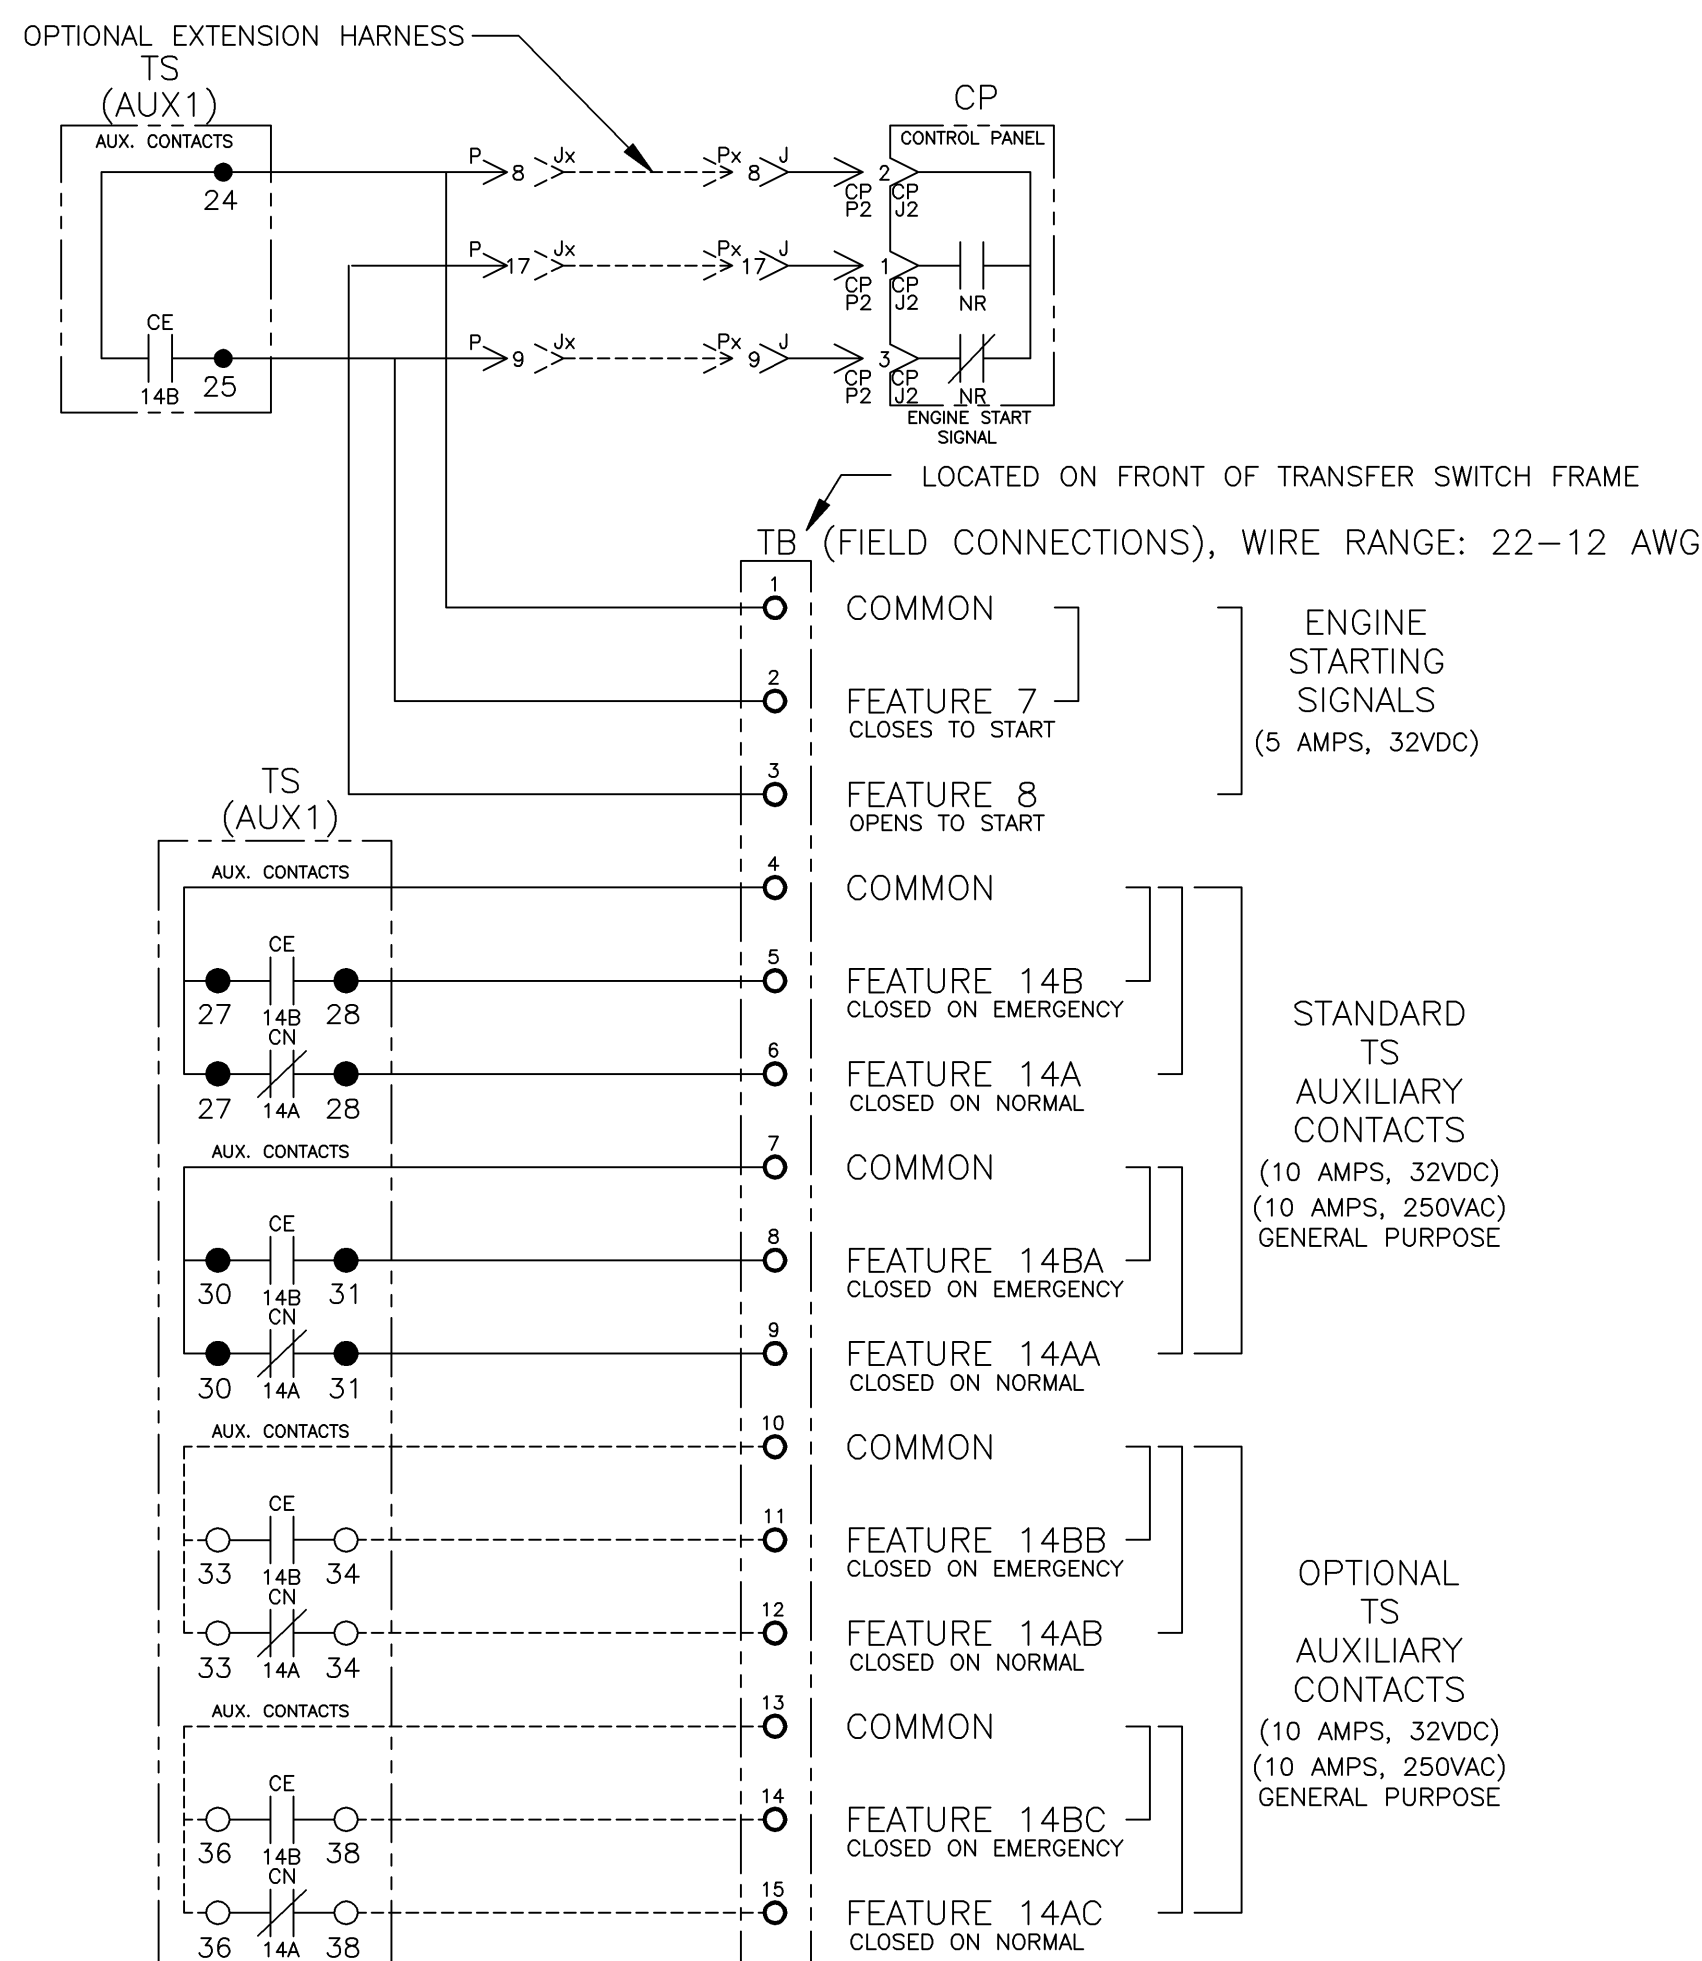 OPTIONAL EXTENSION HARNESS
TS
(AUX1)
AUX. CONTACTS
24
CE
14B
25
P 8 Jx Px 8 J
CP
P2
P 17 Jx Px 17 J
CP
P2
P 9 Jx Px 9 J
CP
P2
CP
CONTROL PANEL
2
CP
J2
1
CP
J2
NR
3
CP
J2
NR
ENGINE START
SIGNAL
LOCATED ON FRONT OF TRANSFER SWITCH FRAME
TB (FIELD CONNECTIONS), WIRE RANGE: 22-12 AWG
1 COMMON
2 FEATURE 7
CLOSES TO START
3 FEATURE 8
OPENS TO START
ENGINE
STARTING
SIGNALS
(5 AMPS, 32VDC)
TS
(AUX1)
AUX. CONTACTS
4 COMMON
CE
27 14B 28
5 FEATURE 14B
CLOSED ON EMERGENCY
CN
27 14A 28
6 FEATURE 14A
CLOSED ON NORMAL
AUX. CONTACTS
7 COMMON
CE
30 14B 31
8 FEATURE 14BA
CLOSED ON EMERGENCY
CN
30 14A 31
9 FEATURE 14AA
CLOSED ON NORMAL
STANDARD
TS
AUXILIARY
CONTACTS
(10 AMPS, 32VDC)
(10 AMPS, 250VAC)
GENERAL PURPOSE
AUX. CONTACTS
10 COMMON
CE
33 14B 34
11 FEATURE 14BB
CLOSED ON EMERGENCY
CN
33 14A 34
12 FEATURE 14AB
CLOSED ON NORMAL
AUX. CONTACTS
13 COMMON
CE
36 14B 38
14 FEATURE 14BC
CLOSED ON EMERGENCY
CN
36 14A 38
15 FEATURE 14AC
CLOSED ON NORMAL
OPTIONAL
TS
AUXILIARY
CONTACTS
(10 AMPS, 32VDC)
(10 AMPS, 250VAC)
GENERAL PURPOSE